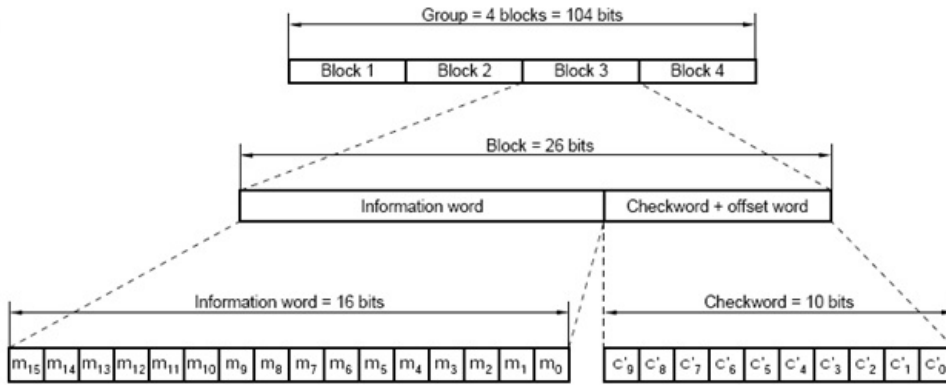 Group = 4 blocks = 104 bits
Block 1 Block 2 Block 3 Block 4
Block = 26 bits
Information word Checkword + offset word
Information word = 16 bits Checkword = 10 bits
m₁₅ m₁₄ m₁₃ m₁₂ m₁₁ m₁₀ m₉ m₈ m₇ m₆ m₅ m₄ m₃ m₂ m₁ m₀ c'₉ c'₈ c'₇ c'₆ c'₅ c'₄ c'₃ c'₂ c'₁ c'₀